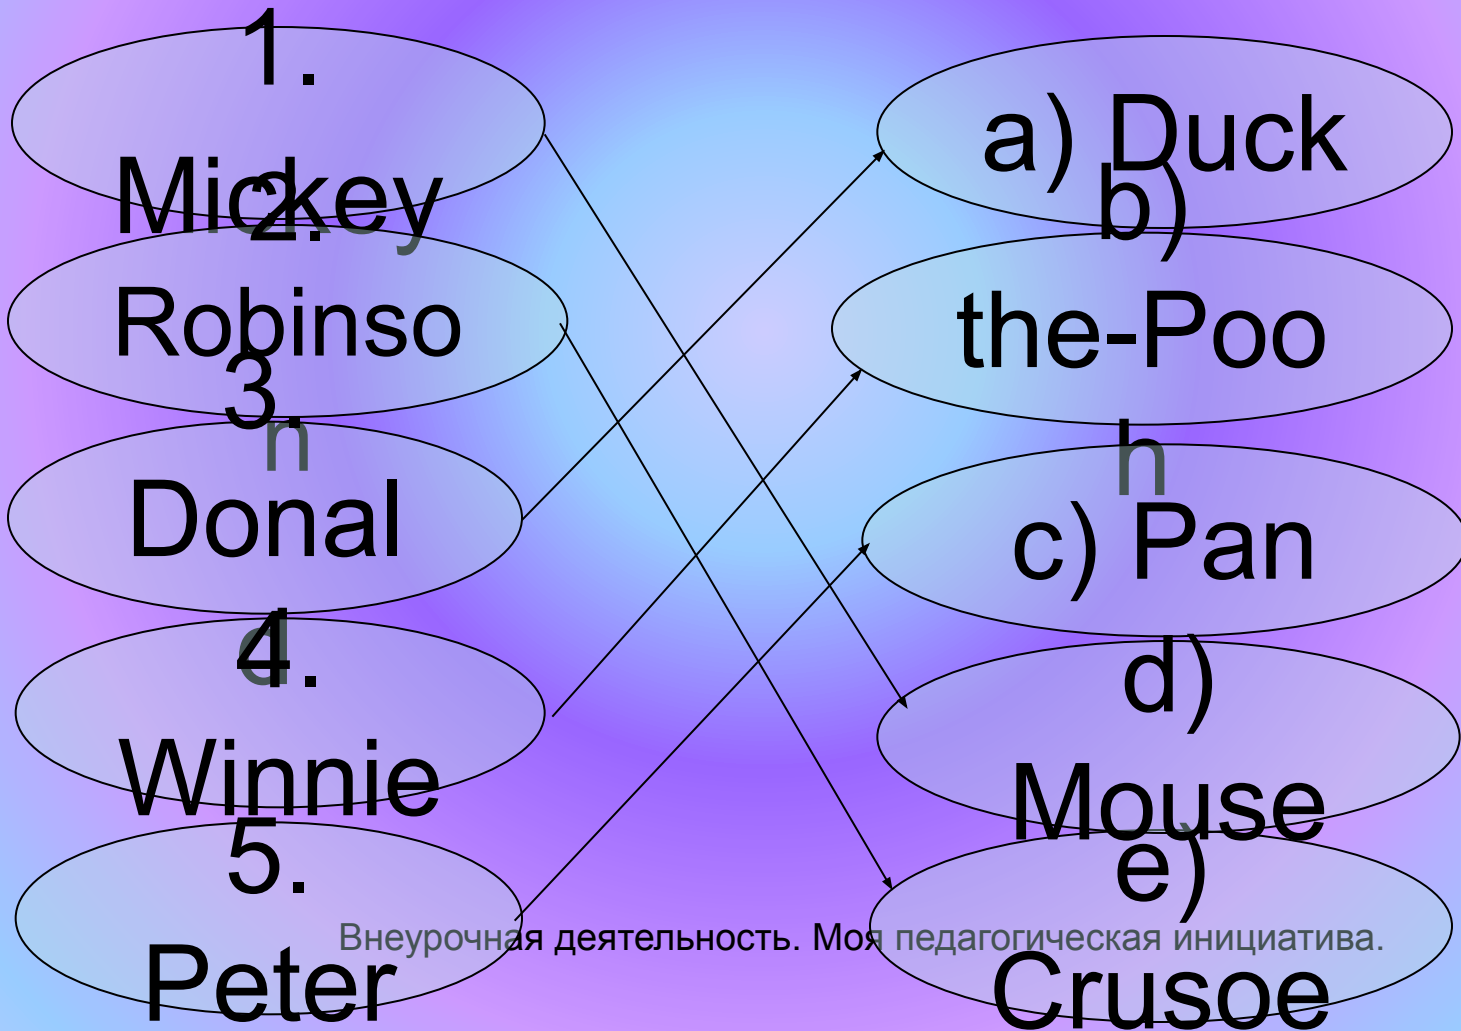 1.
Mickey
2.
Robinso
n
3.
Donal
d
4.
Winnie
5.
Peter
a) Duck
b)
the-Poo
h
c) Pan
d)
Mouse
e)
Crusoe
Внеурочная деятельность. Моя педагогическая инициатива.